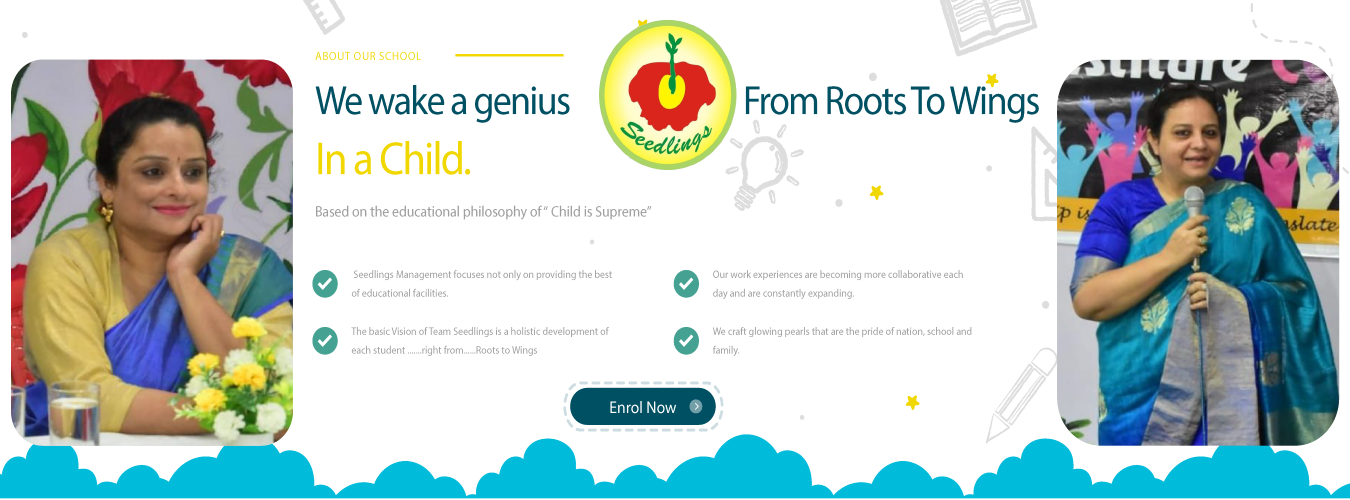 ABOUT OUR SCHOOL
We wake a genius
From Roots To Wings
In a Child.
Seedlings
Based on the educational philosophy of “ Child is Supreme”
Seedlings Management focuses not only on providing the best
of educational facilities.
The basic Vision of Team Seedlings is a holistic development of
each student .......right from......Roots to Wings
Our work experiences are becoming more collaborative each
day and are constantly expanding.
We craft glowing pearls that are the pride of nation, school and
family.
Enrol Now